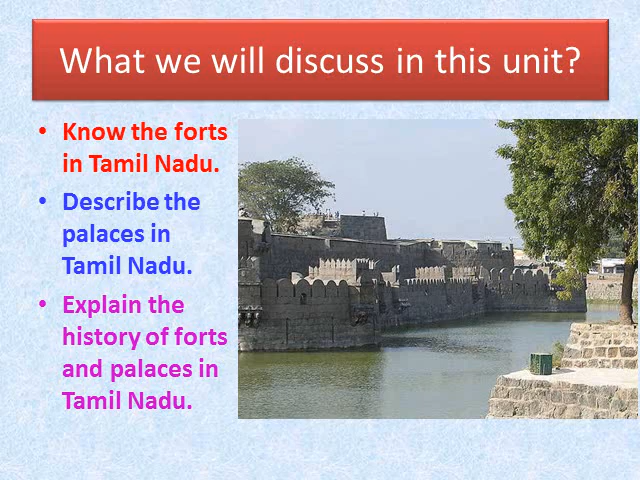 What we will discuss in this unit?
• Know the forts
in Tamil Nadu.
• Describe the
palaces in
Tamil Nadu.
• Explain the
history of forts
and palaces in
Tamil Nadu.